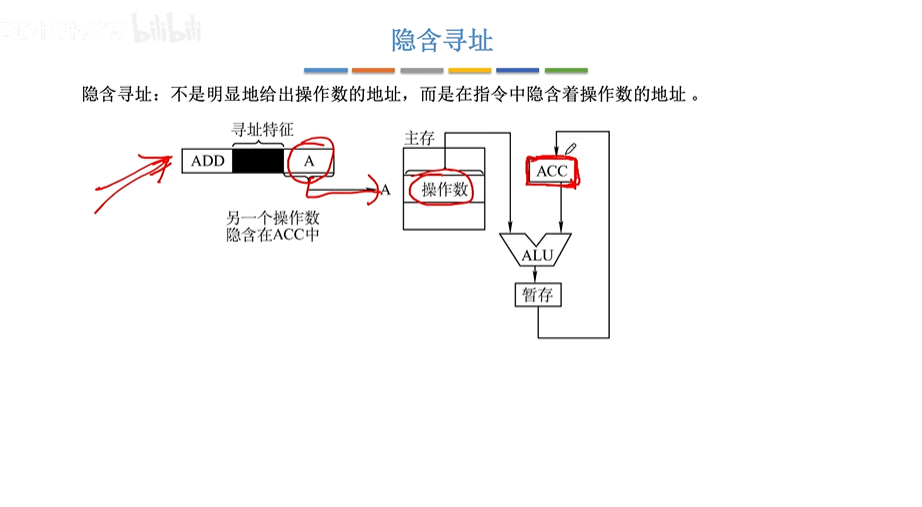 bilibili
隐含寻址
隐含寻址：不是明显地给出操作数的地址，而是在指令中隐含着操作数的地址 。
寻址特征
ADD
A
A
另一个操作数
隐含在ACC中
主存
操作数
ACC
ALU
暂存